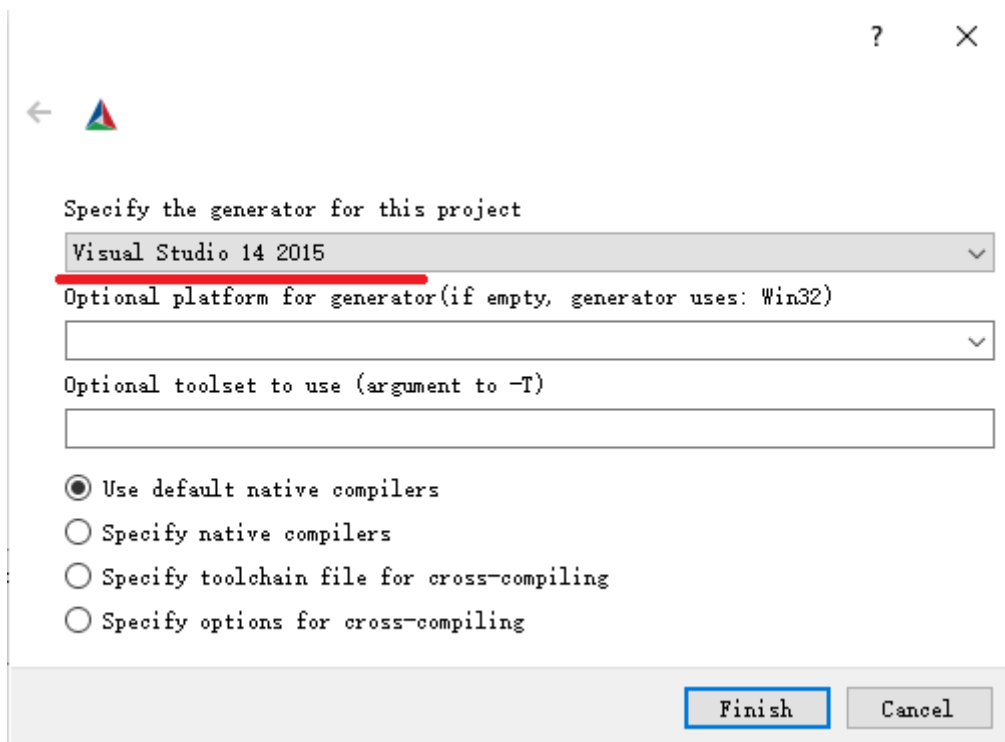 ?
Specify the generator for this project
Visual Studio 14 2015
Optional platform for generator(if empty, generator uses: Win32)
Optional toolset to use (argument to -T)
Use default native compilers
Specify native compilers
Specify toolchain file for cross-compiling
Specify options for cross-compiling
Finish Cancel